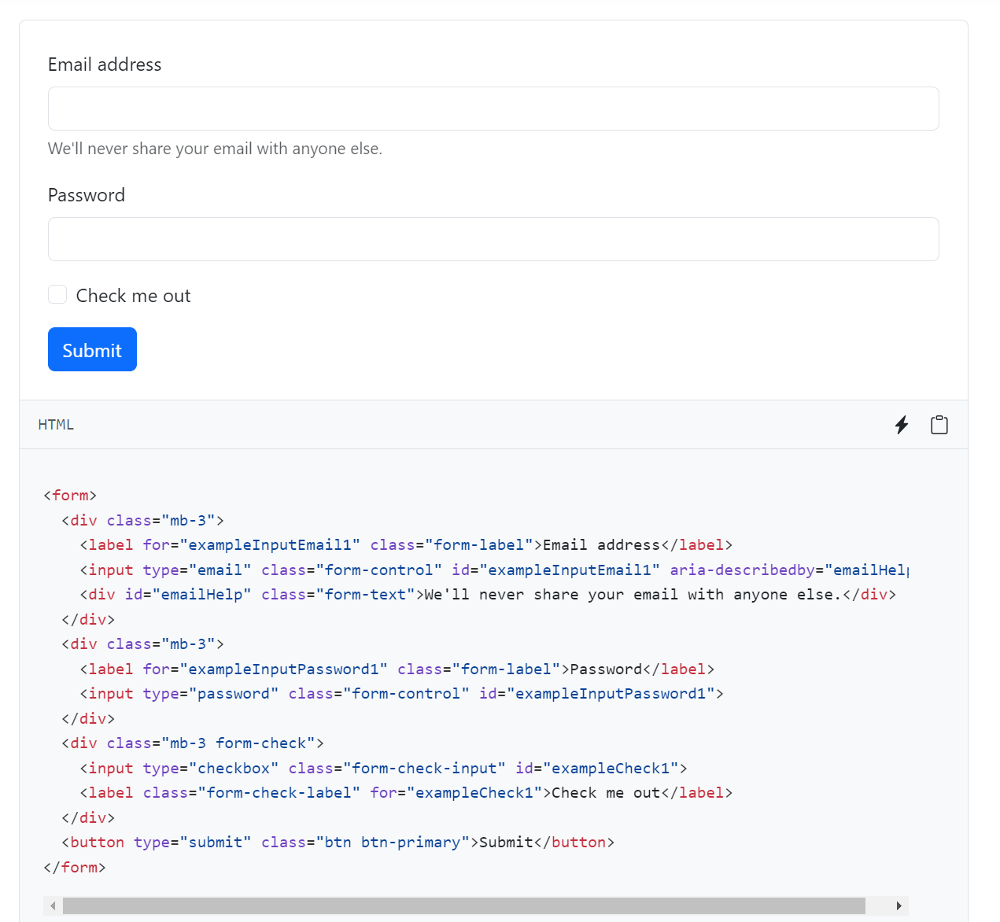 Email address
We'll never share your email with anyone else.
Password
Check me out
Submit
HTML
<form>
  <div class="mb-3">
    <label for="exampleInputEmail1" class="form-label">Email address</label>
    <input type="email" class="form-control" id="exampleInputEmail1" aria-describedby="emailHelp
    <div id="emailHelp" class="form-text">We'll never share your email with anyone else.</div>
  </div>
  <div class="mb-3">
    <label for="exampleInputPassword1" class="form-label">Password</label>
    <input type="password" class="form-control" id="exampleInputPassword1">
  </div>
  <div class="mb-3 form-check">
    <input type="checkbox" class="form-check-input" id="exampleCheck1">
    <label class="form-check-label" for="exampleCheck1">Check me out</label>
  </div>
  <button type="submit" class="btn btn-primary">Submit</button>
</form>